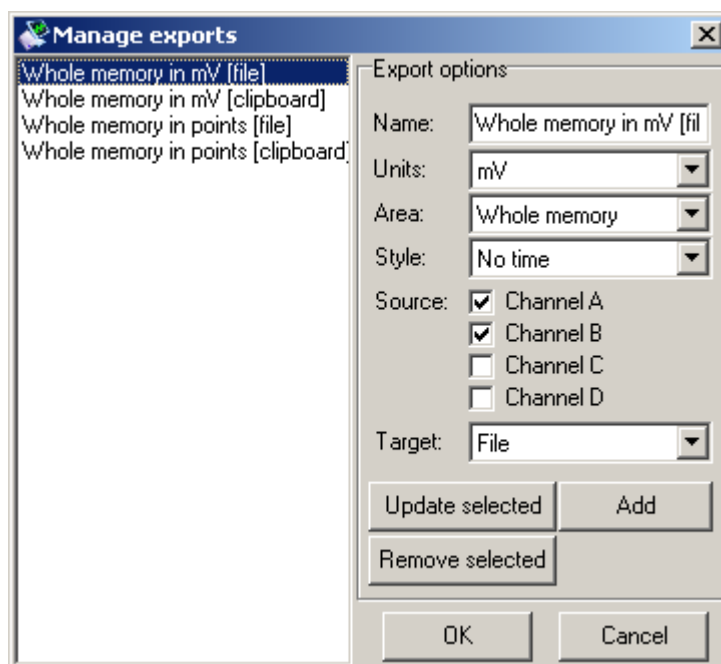 Manage exports
Whole memory in mV [file]
Whole memory in mV [clipboard]
Whole memory in points [file]
Whole memory in points [clipboard]
Export options
Name: Whole memory in mV [fil
Units: mV
Area: Whole memory
Style: No time
Source: Channel A
Channel B
Channel C
Channel D
Target: File
Update selected Add
Remove selected
OK Cancel